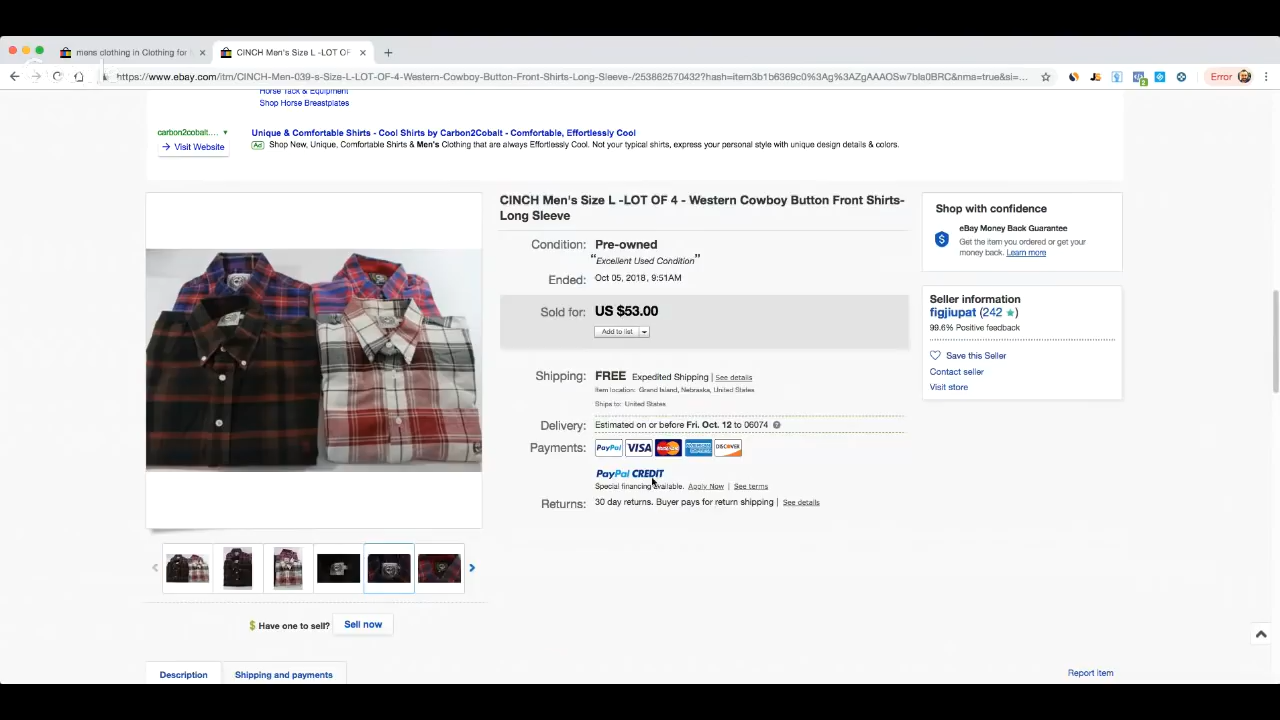 mens clothing in Clothing for
CINCH Men's Size L -LOT OF
https://www.ebay.com/itm/CINCH-Men-039-s-Size-L-LOT-OF-4-Western-Cowboy-Button-Front-Shirts-Long-Sleeve-/253862570432?hash=item3b1b6369c0%3Ag%3AZgAAAOSw7bla0BRC&nma=true&si=...
Error
Horse Tack & Equipment
Shop Horse Breastplates
carbon2cobalt....
Visit Website
Unique & Comfortable Shirts - Cool Shirts by Carbon2Cobalt - Comfortable, Effortlessly Cool
Ad Shop New, Unique, Comfortable Shirts & Men's Clothing that are always Effortlessly Cool. Not your typical shirts, express your personal style with unique design details & colors.
CINCH Men's Size L -LOT OF 4 - Western Cowboy Button Front Shirts-
Long Sleeve
Condition: Pre-owned
"Excellent Used Condition"
Ended: Oct 05, 2018, 9:51AM
Sold for: US $53.00
Add to list
Shipping: FREE Expedited Shipping | See details
Item location: Grand Island, Nebraska, United States
Ships to: United States
Delivery: Estimated on or before Fri. Oct. 12 to 06074
Payments: PayPal VISA MasterCard AMERICAN EXPRESS DISCOVER
PayPal CREDIT
Special financing available. Apply Now | See terms
Returns: 30 day returns. Buyer pays for return shipping | See details
Shop with confidence
eBay Money Back Guarantee
Get the item you ordered or get your
money back. Learn more
Seller information
figjiupat (242)
99.6% Positive feedback
Save this Seller
Contact seller
Visit store
Have one to sell? Sell now
Description
Shipping and payments
Report item